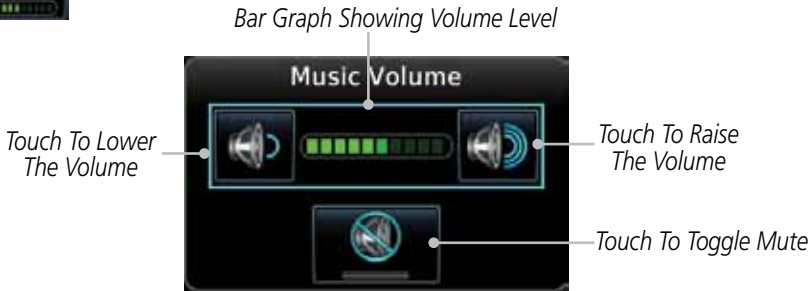 Bar Graph Showing Volume Level
Music Volume
Touch To Lower
The Volume
Touch To Raise
The Volume
Touch To Toggle Mute